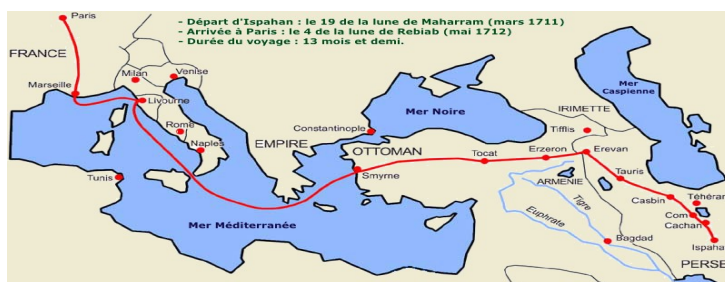 - Départ d'Ispahan : le 19 de la lune de Maharram (mars 1711)
- Arrivée à Paris : le 4 de la lune de Rebiab (mai 1712)
- Durée du voyage : 13 mois et demi.
Paris
FRANCE
Milan
Venise
Marseille
Livourne
Rome
Naples
Tunis
Mer Méditerranée
Constantinople
EMPIRE
OTTOMAN
Smyrne
Mer Noire
Tocat
Erzeron
Erevan
IRIMETTE
Tifflis
Mer
Caspienne
ARMENIE
Tauris
Casbin
Téhéran
Com
Cachan
Ispaha
PERSE
Tigre
Euphrate
Bagdad